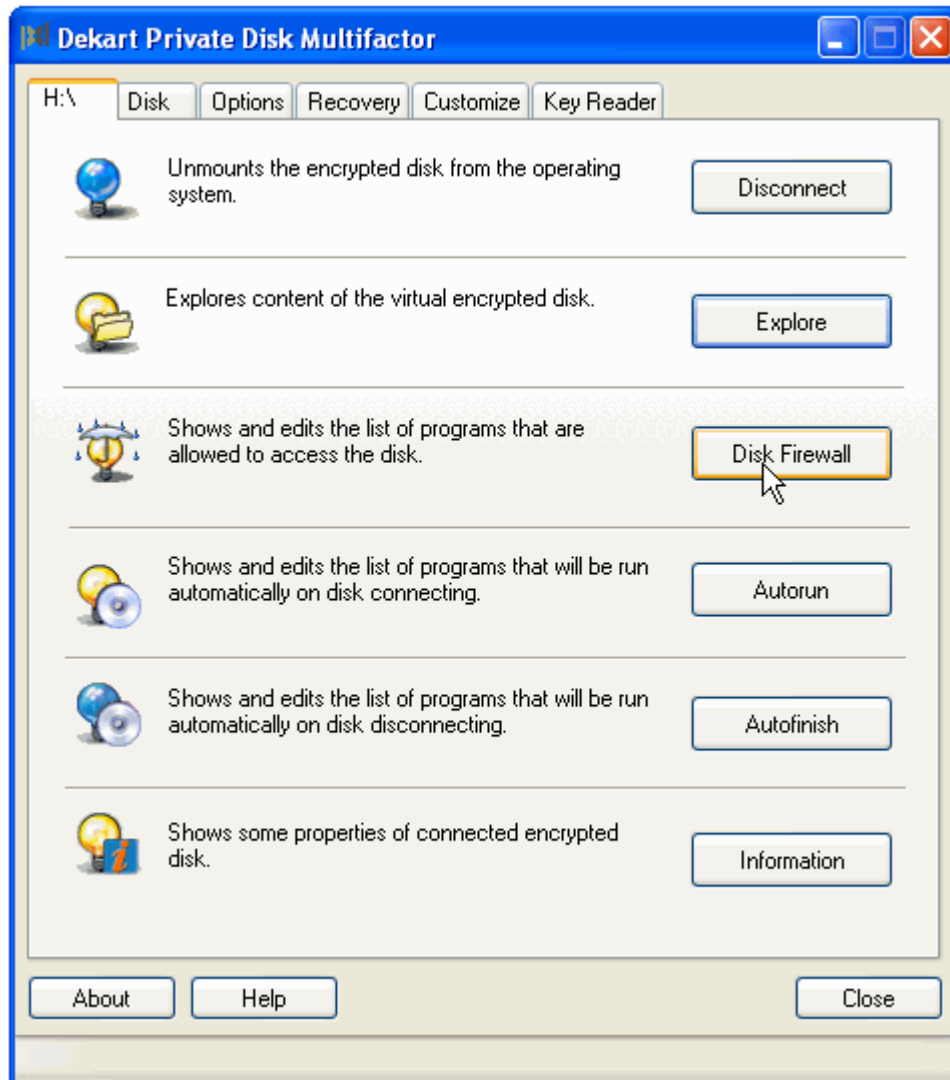 Dekart Private Disk Multifactor
H:\ Disk Options Recovery Customize Key Reader
Unmounts the encrypted disk from the operating
system.
Disconnect
Explores content of the virtual encrypted disk.
Explore
Shows and edits the list of programs that are
allowed to access the disk.
Disk Firewall
Shows and edits the list of programs that will be run
automatically on disk connecting.
Autorun
Shows and edits the list of programs that will be run
automatically on disk disconnecting.
Autofinish
Shows some properties of connected encrypted
disk.
Information
About Help Close